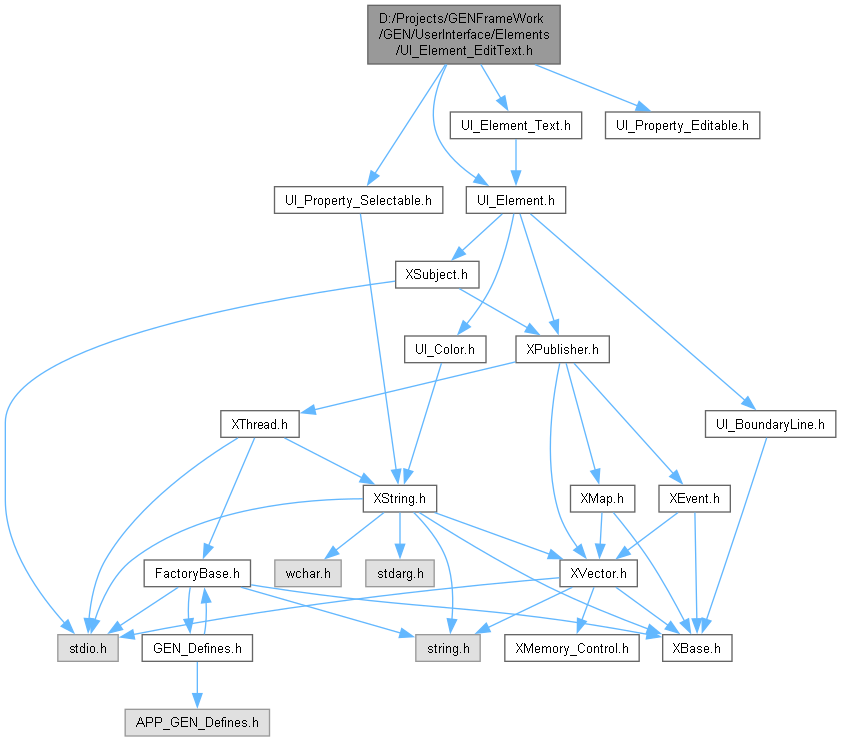 D:/Projects/GENFrameWork
/GEN/UserInterface/Elements
/UI_Element_EditText.h
UI_Element_Text.h
UI_Property_Editable.h
UI_Property_Selectable.h
UI_Element.h
XSubject.h
UI_Color.h
XPublisher.h
XThread.h
UI_BoundaryLine.h
XString.h
XMap.h
XEvent.h
FactoryBase.h
wchar.h
stdarg.h
XVector.h
stdio.h
GEN_Defines.h
string.h
XMemory_Control.h
XBase.h
APP_GEN_Defines.h